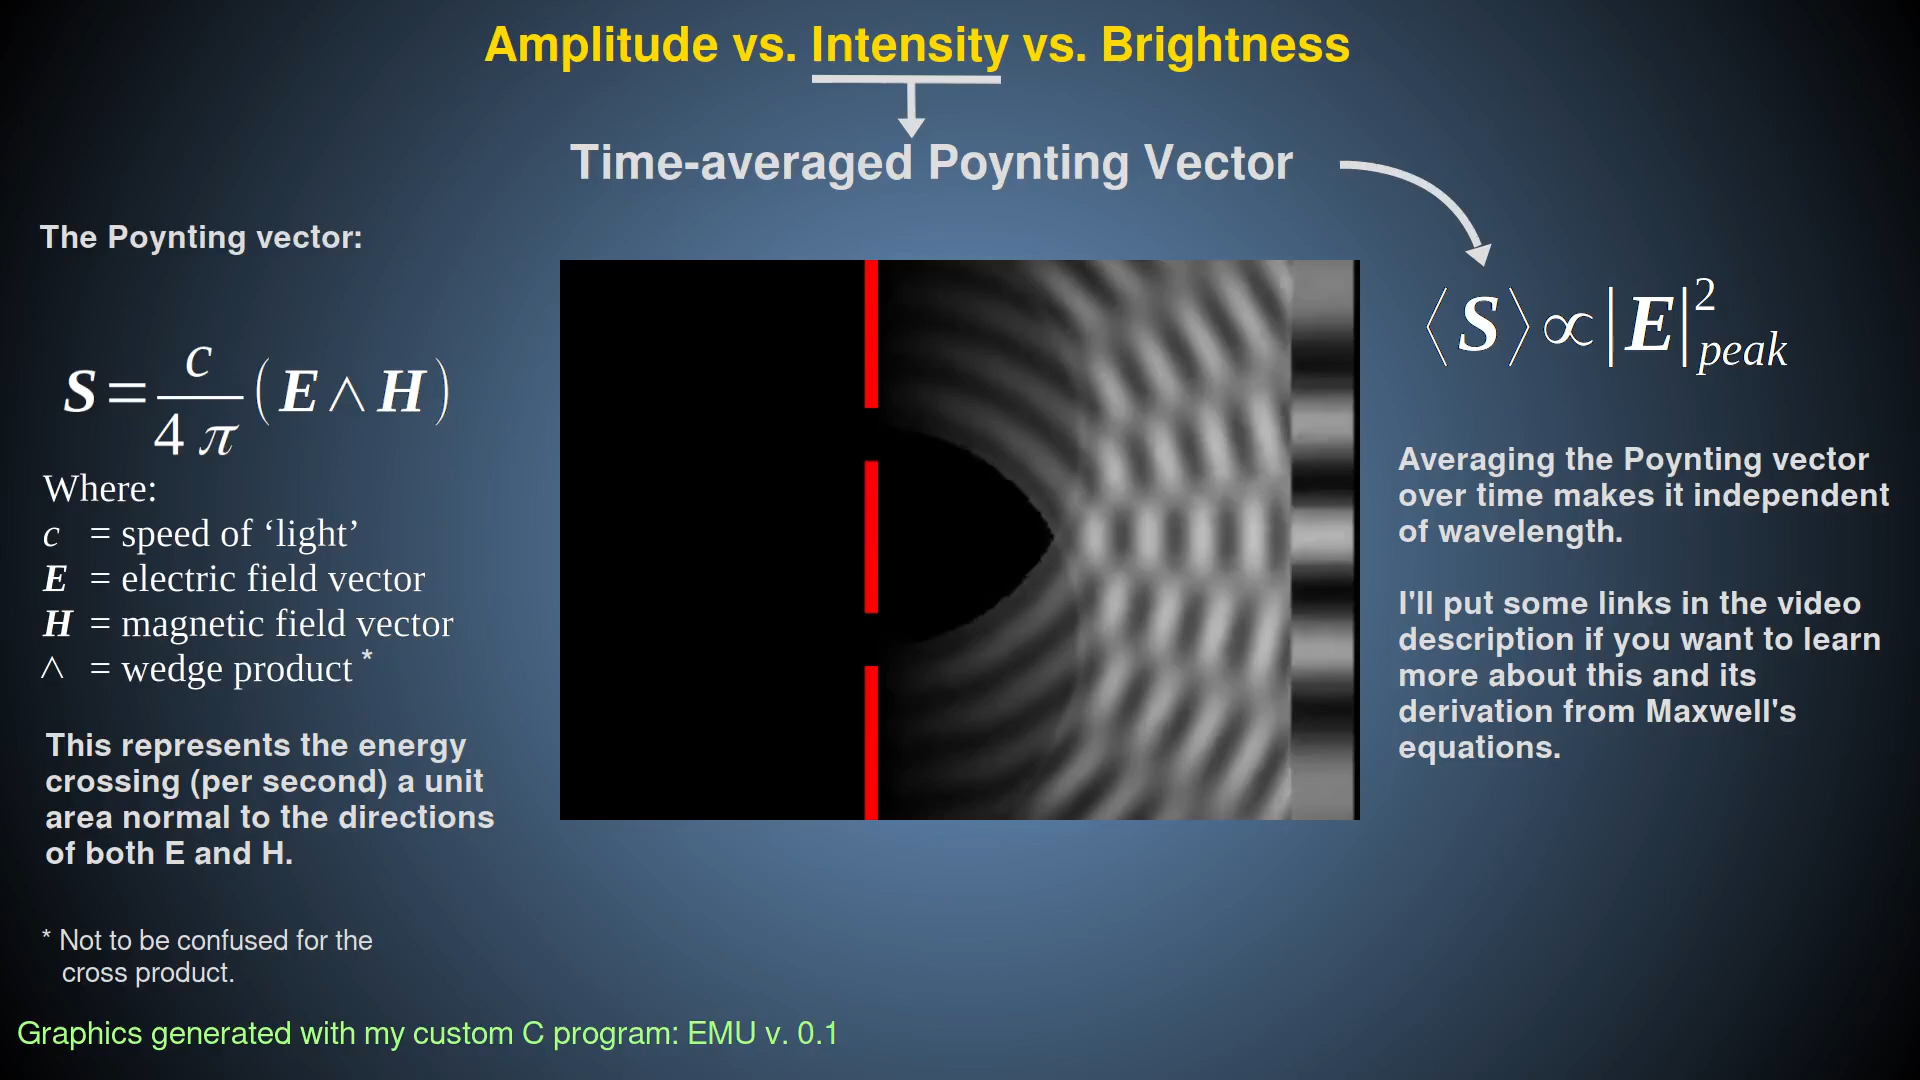 Amplitude vs. Intensity vs. Brightness
Time-averaged Poynting Vector
The Poynting vector:
S = c / 4 π ( E ∧ H )
Where:
c = speed of ‘light’
E = electric field vector
H = magnetic field vector
∧ = wedge product *
This represents the energy
crossing (per second) a unit
area normal to the directions
of both E and H.
* Not to be confused for the
cross product.
⟨ S ⟩ ∝ | E |²peak
Averaging the Poynting vector
over time makes it independent
of wavelength.
I'll put some links in the video
description if you want to learn
more about this and its
derivation from Maxwell's
equations.
Graphics generated with my custom C program: EMU v. 0.1